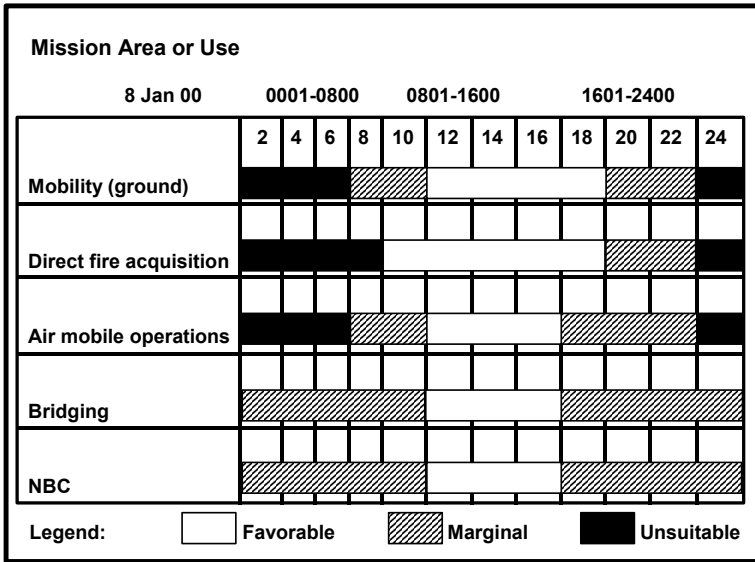 Mission Area or Use
8 Jan 00 0001-0800 0801-1600 1601-2400
2 4 6 8 10 12 14 16 18 20 22 24
Mobility (ground)
Direct fire acquisition
Air mobile operations
Bridging
NBC
Legend: Favorable Marginal Unsuitable